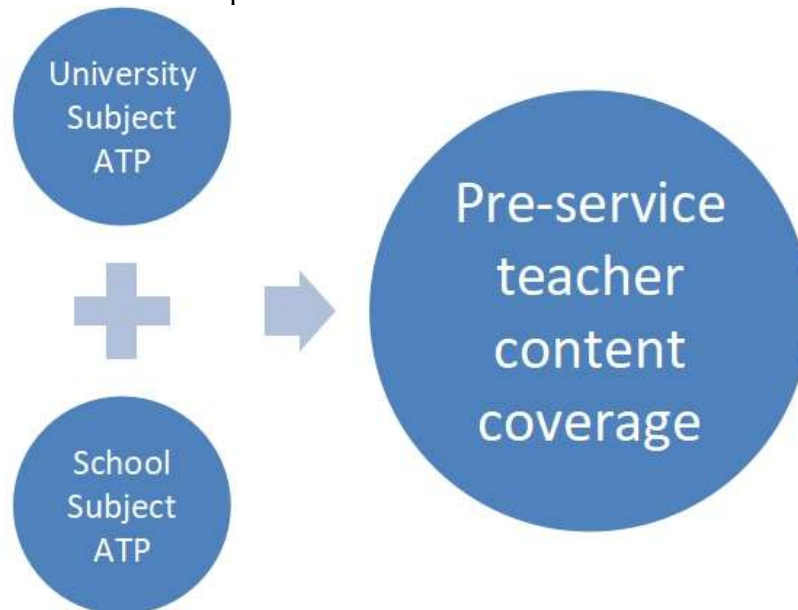 University
Subject
ATP
School
Subject
ATP
Pre-service
teacher
content
coverage